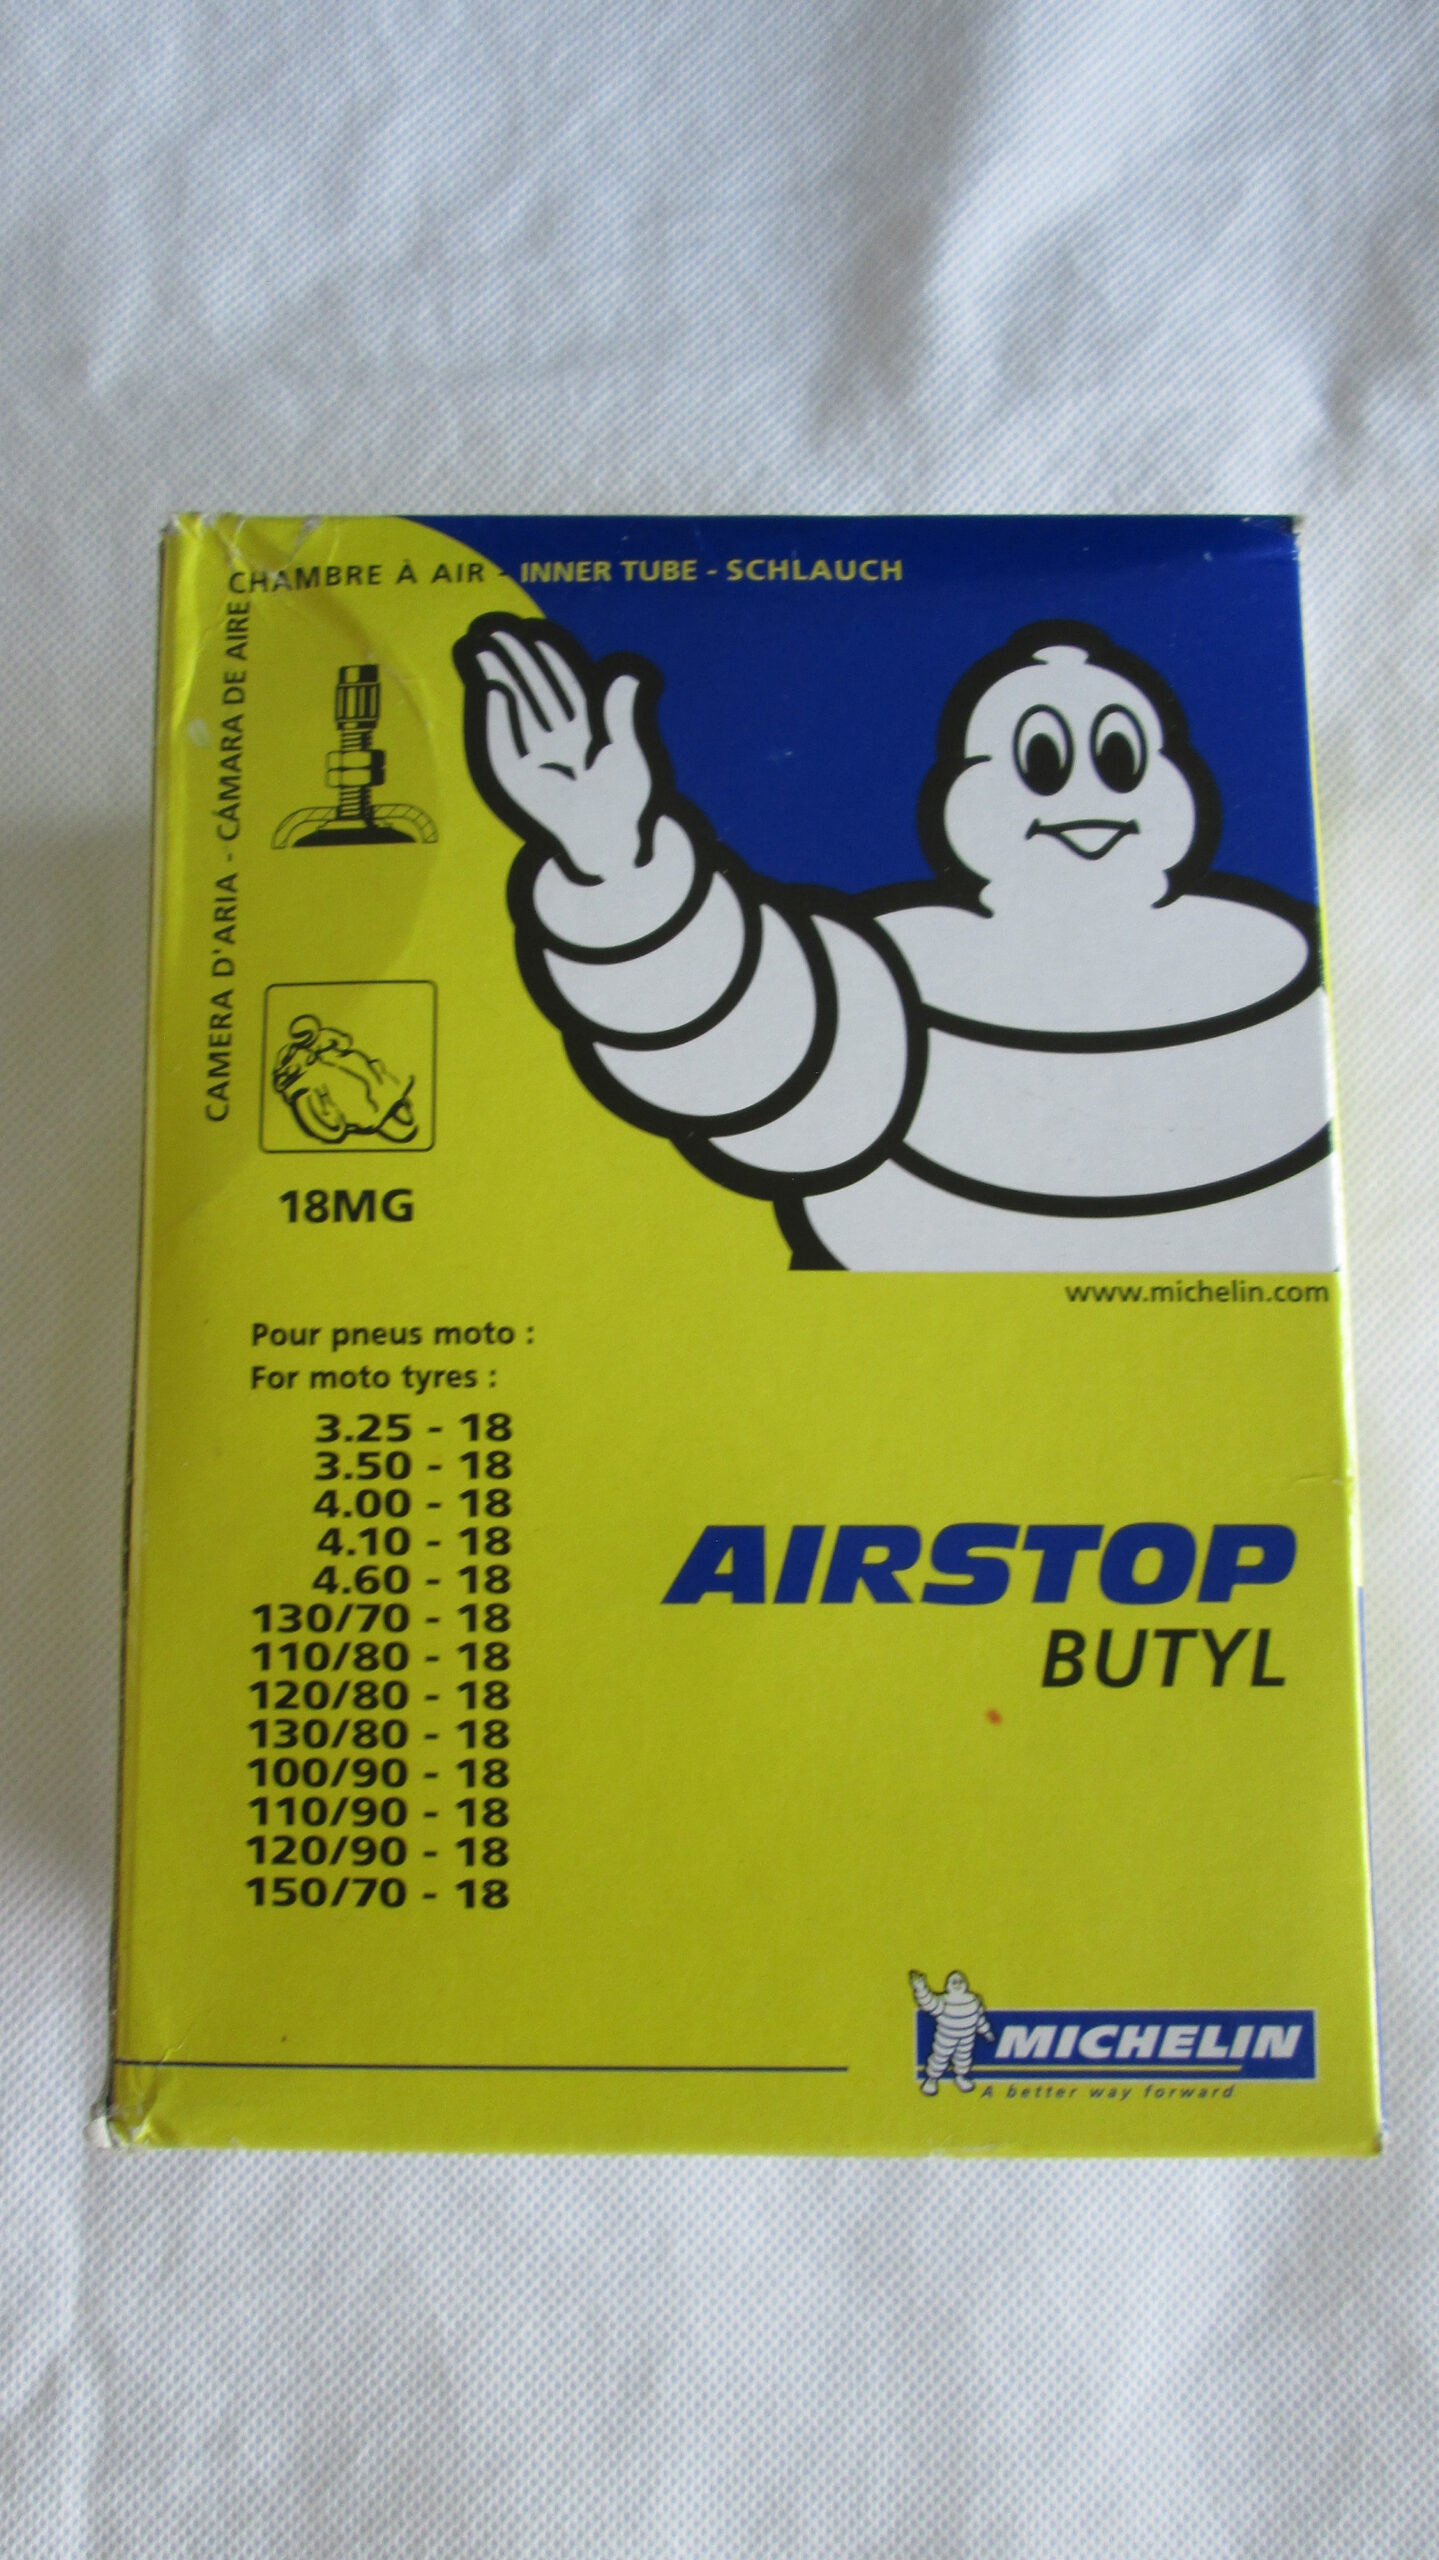 CHAMBRE À AIR - INNER TUBE - SCHLAUCH
CAMERA D'ARIA - CÁMARA DE AIRE
18MG
www.michelin.com
Pour pneus moto :
For moto tyres :
3.25 - 18
3.50 - 18
4.00 - 18
4.10 - 18
4.60 - 18
130/70 - 18
110/80 - 18
120/80 - 18
130/80 - 18
100/90 - 18
110/90 - 18
120/90 - 18
150/70 - 18
AIRSTOP
BUTYL
MICHELIN
A better way forward